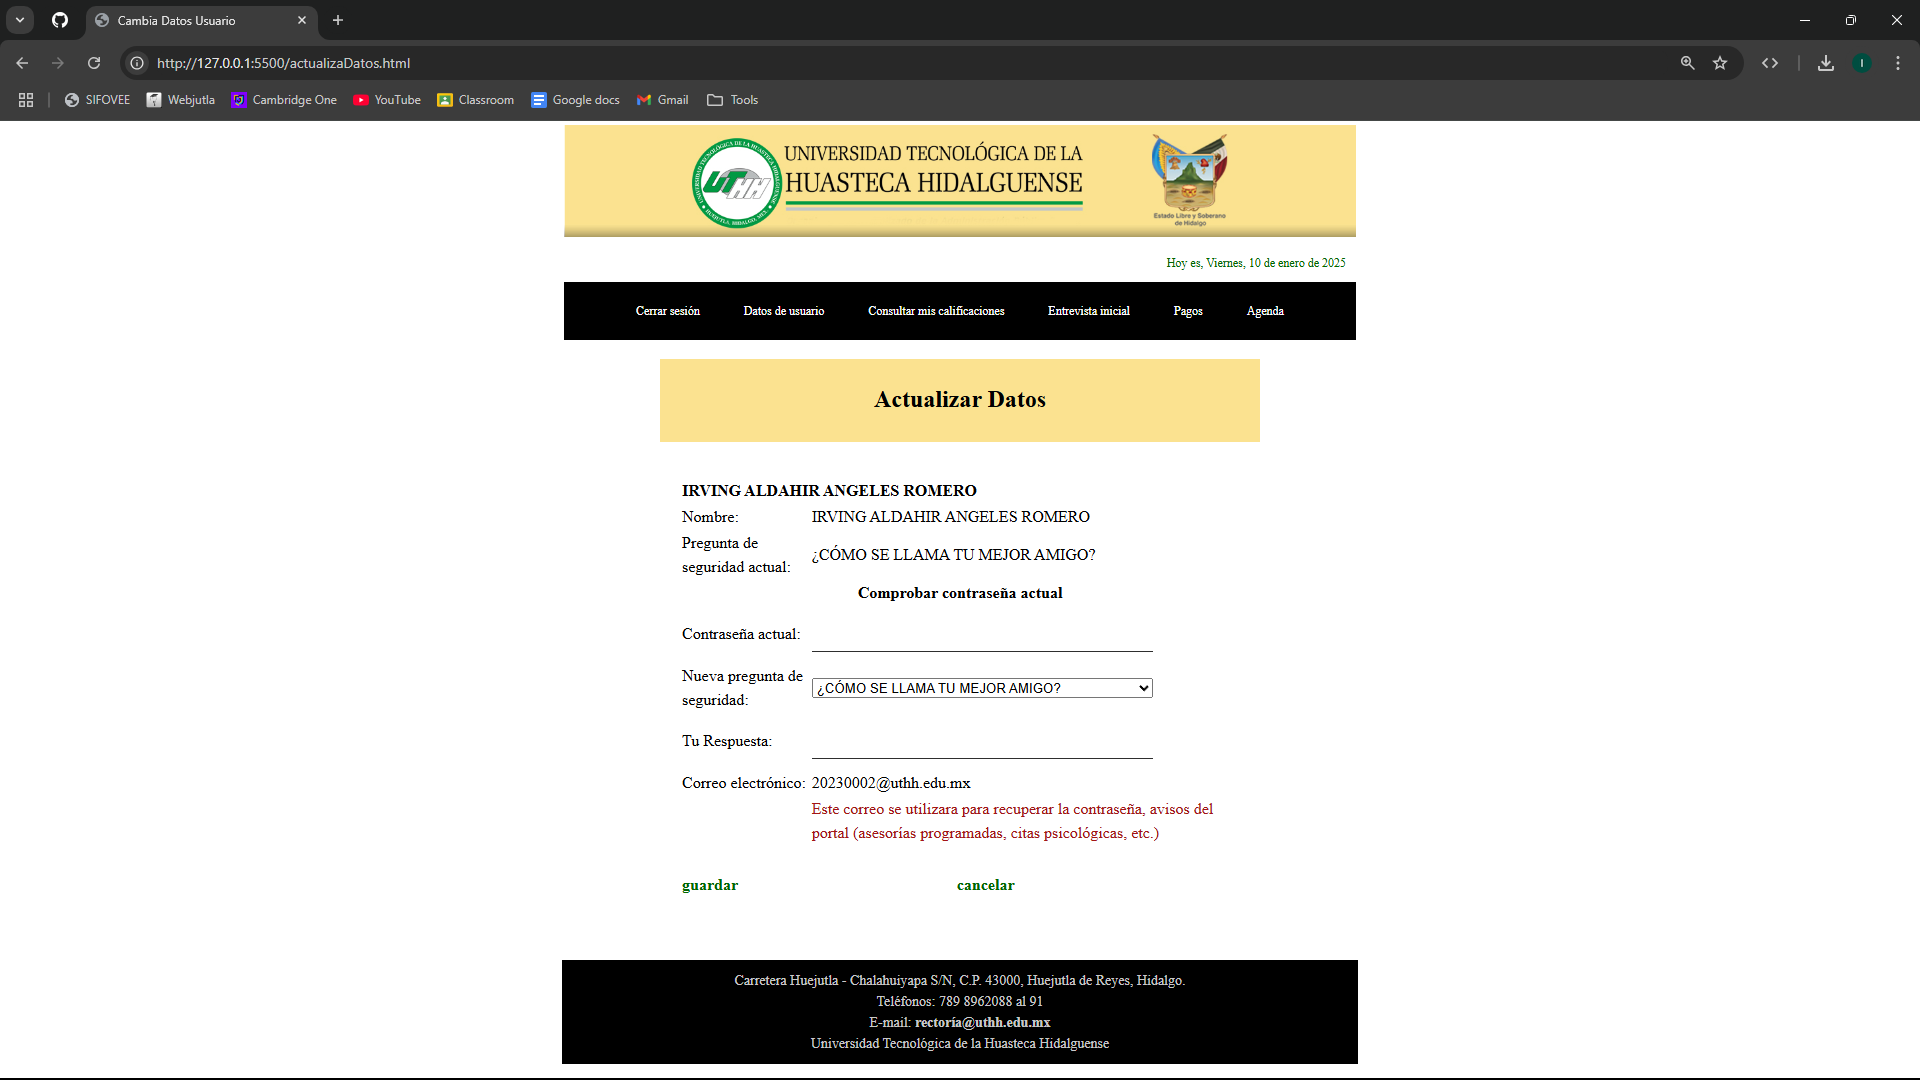 Cambia Datos Usuario
http://127.0.0.1:5500/actualizaDatos.html
I
SIFOVEE
Webjutla
Cambridge One
YouTube
Classroom
Google docs
Gmail
Tools
UNIVERSIDAD TECNOLÓGICA DE LA
HUASTECA HIDALGUENSE
UTHH
Estado Libre y Soberano
de Hidalgo
Hoy es, Viernes, 10 de enero de 2025
Cerrar sesión
Datos de usuario
Consultar mis calificaciones
Entrevista inicial
Pagos
Agenda
Actualizar Datos
IRVING ALDAHIR ANGELES ROMERO
Nombre: IRVING ALDAHIR ANGELES ROMERO
Pregunta de
seguridad actual:
¿CÓMO SE LLAMA TU MEJOR AMIGO?
Comprobar contraseña actual
Contraseña actual:
Nueva pregunta de
seguridad:
¿CÓMO SE LLAMA TU MEJOR AMIGO?
Tu Respuesta:
Correo electrónico: 20230002@uthh.edu.mx
Este correo se utilizara para recuperar la contraseña, avisos del
portal (asesorías programadas, citas psicológicas, etc.)
guardar
cancelar
Carretera Huejutla - Chalahuiyapa S/N, C.P. 43000, Huejutla de Reyes, Hidalgo.
Teléfonos: 789 8962088 al 91
E-mail: rectoría@uthh.edu.mx
Universidad Tecnológica de la Huasteca Hidalguense